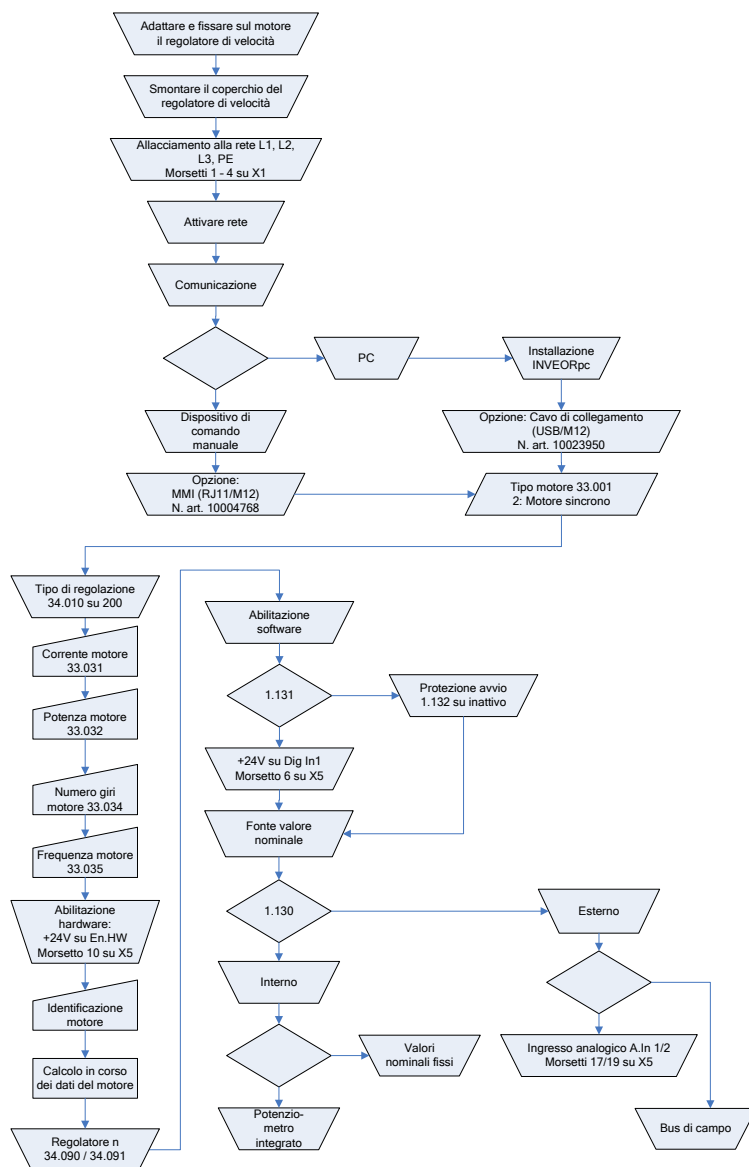 Adattare e fissare sul motore
il regolatore di velocità
Smontare il coperchio del
regolatore di velocità
Allacciamento alla rete L1, L2,
L3, PE
Morsetti 1 - 4 su X1
Attivare rete
Comunicazione
PC
Installazione
INVEORpc
Dispositivo di
comando
manuale
Opzione: Cavo di collegamento
(USB/M12)
N. art. 10023950
Opzione:
MMI (RJ11/M12)
N. art. 10004768
Tipo motore 33.001
2: Motore sincrono
Tipo di regolazione
34.010 su 200
Corrente motore
33.031
Potenza motore
33.032
Numero giri
motore 33.034
Frequenza motore
33.035
Abilitazione
hardware:
+24V su En.HW
Morsetto 10 su X5
Identificazione
motore
Calcolo in corso
dei dati del motore
Regolatore n
34.090 / 34.091
Abilitazione
software
1.131
Protezione avvio
1.132 su inattivo
+24V su Dig In1
Morsetto 6 su X5
Fonte valore
nominale
1.130
Esterno
Interno
Valori
nominali fissi
Ingresso analogico A.In 1/2
Morsetti 17/19 su X5
Potenzio-
metro
integrato
Bus di campo